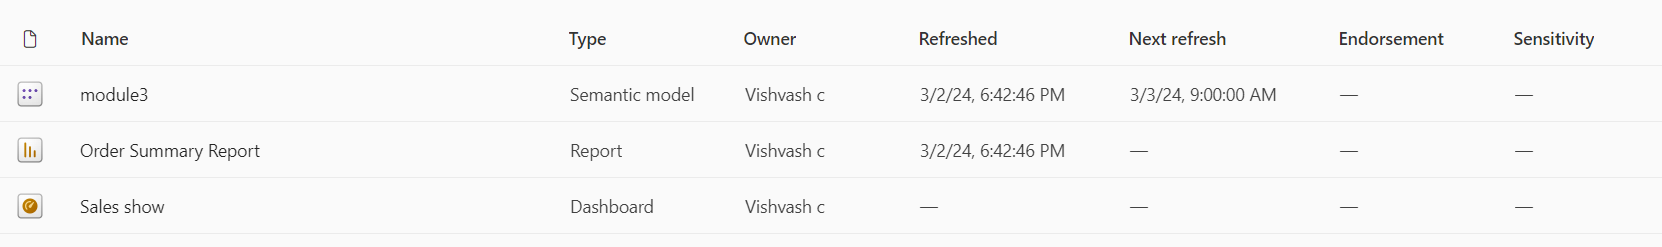 Name Type Owner Refreshed Next refresh Endorsement Sensitivity
module3 Semantic model Vishvash c 3/2/24, 6:42:46 PM 3/3/24, 9:00:00 AM — —
Order Summary Report Report Vishvash c 3/2/24, 6:42:46 PM — — —
Sales show Dashboard Vishvash c — — — —